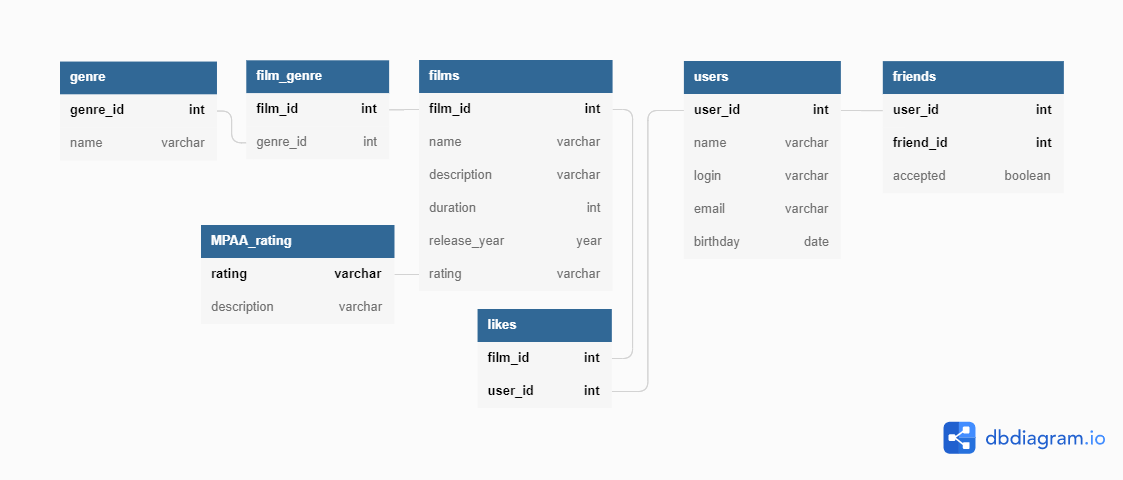 genre
genre_id int
name varchar
film_genre
film_id int
genre_id int
films
film_id int
name varchar
description varchar
duration int
release_year year
rating varchar
users
user_id int
name varchar
login varchar
email varchar
birthday date
friends
user_id int
friend_id int
accepted boolean
MPAA_rating
rating varchar
description varchar
likes
film_id int
user_id int
dbdiagram.io